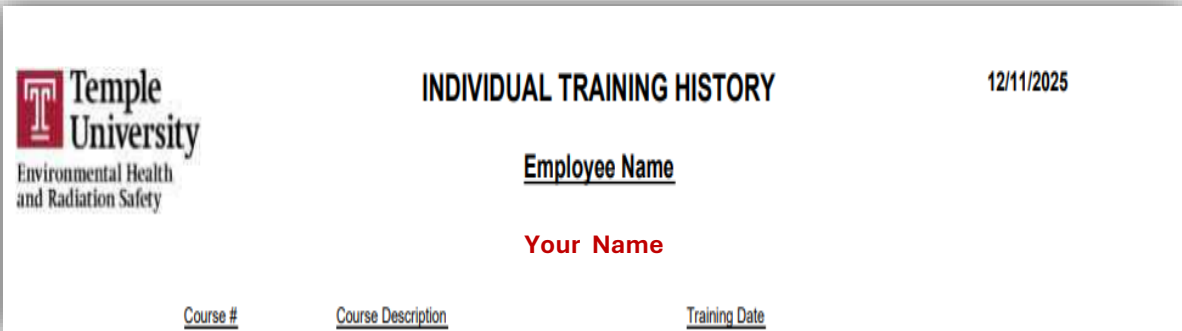 Temple
University
Environmental Health
and Radiation Safety
INDIVIDUAL TRAINING HISTORY
12/11/2025
Employee Name
Your Name
Course # Course Description Training Date